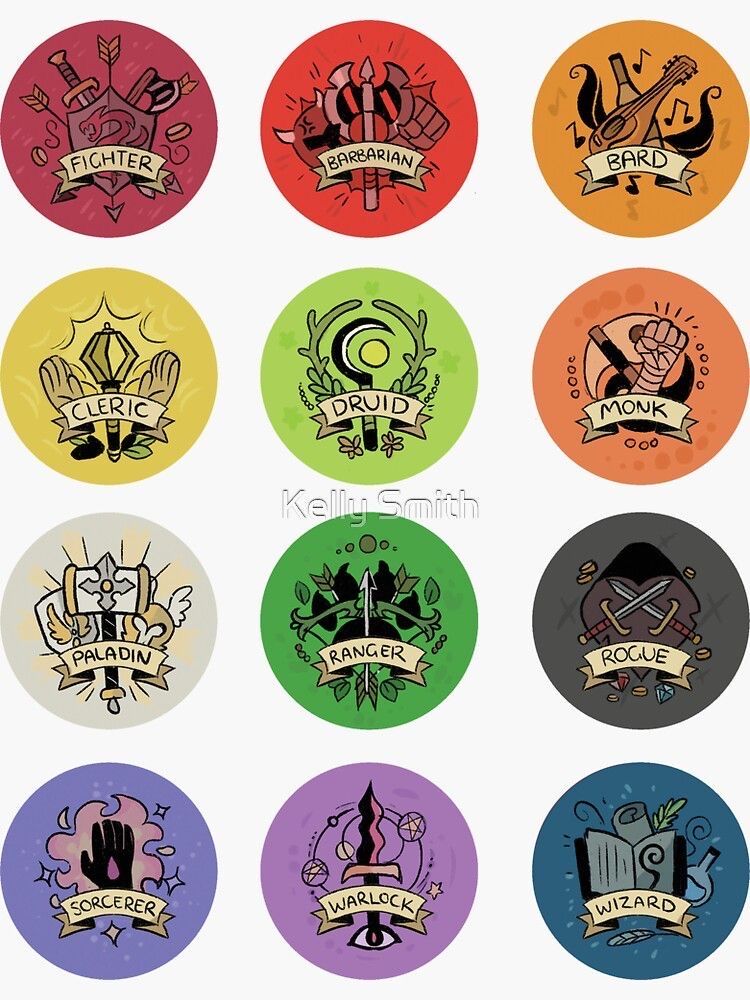 FIGHTER
BARBARIAN
BARD
CLERIC
DRUID
MONK
Kelly Smith
PALADIN
RANGER
ROGUE
SORCERER
WARLOCK
WIZARD